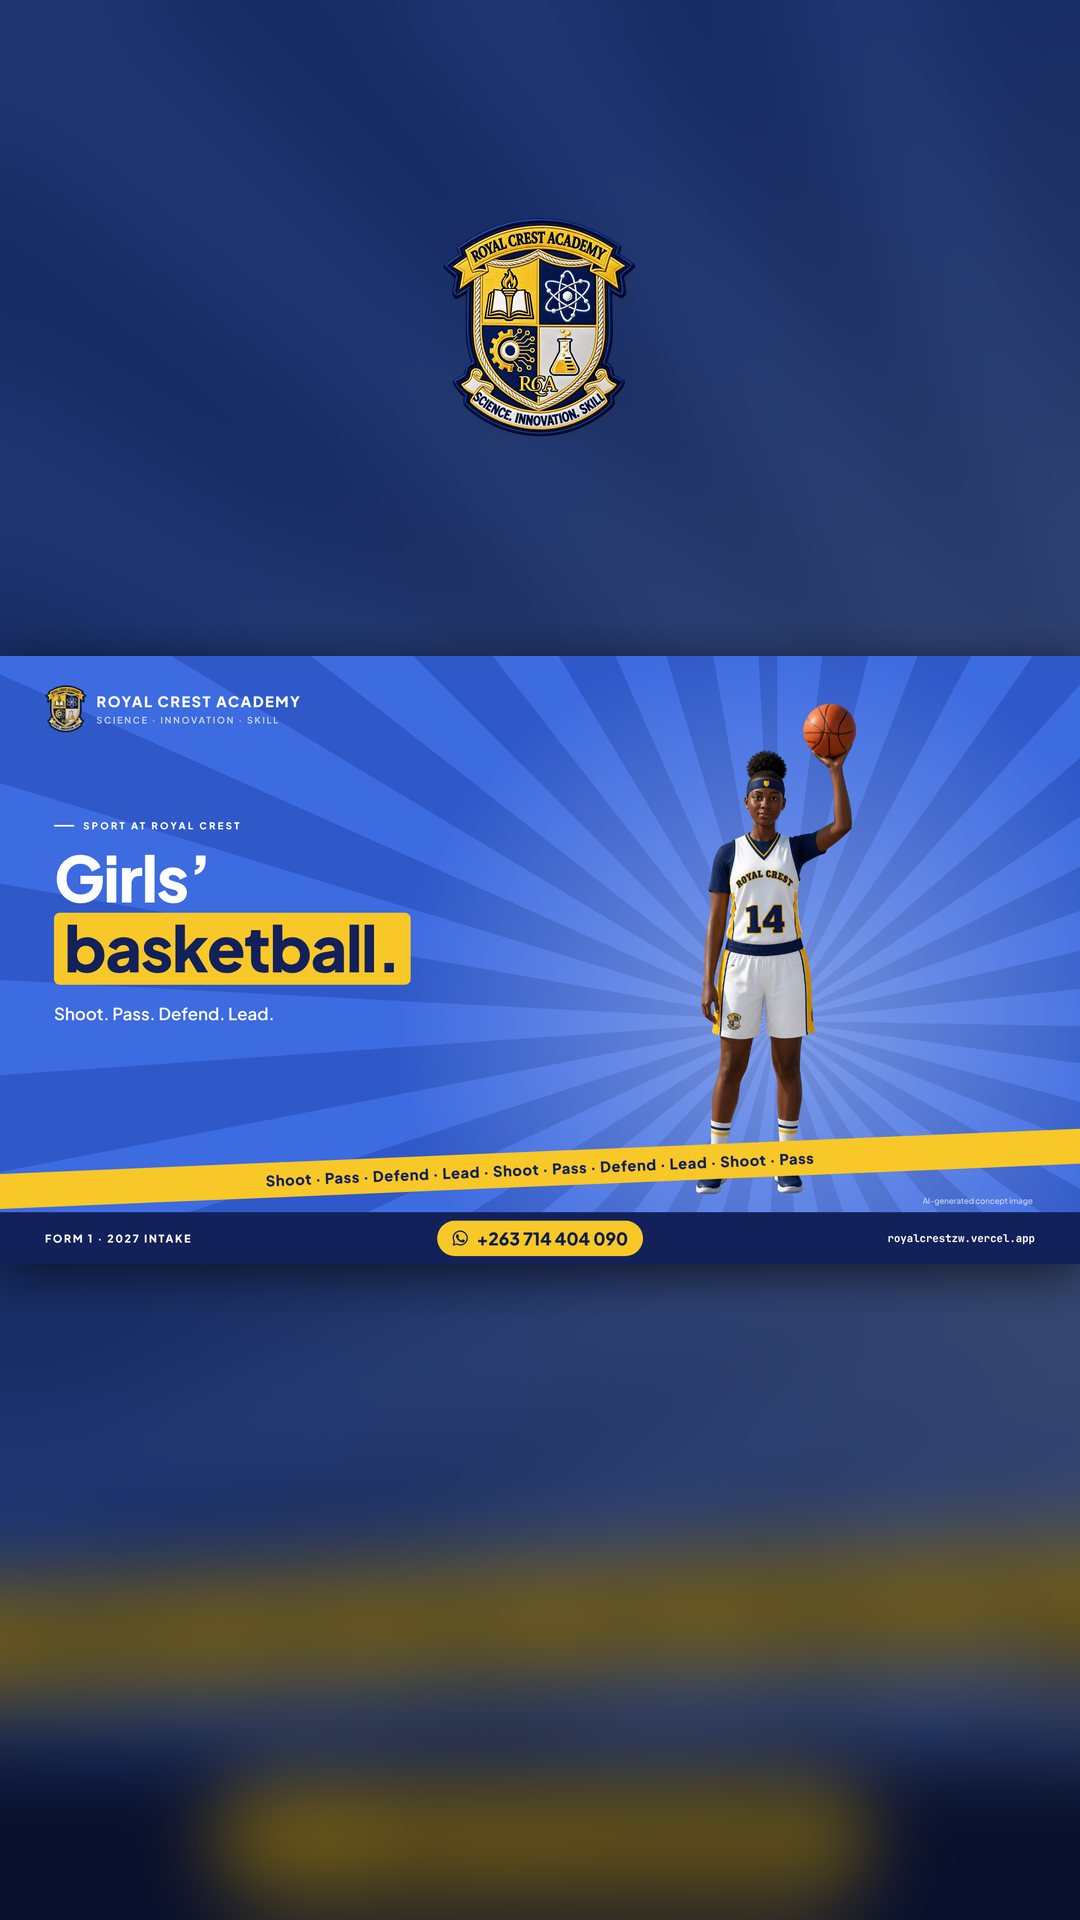 ROYAL CREST ACADEMY
RCA
SCIENCE. INNOVATION. SKILL
ROYAL CREST ACADEMY
SCIENCE · INNOVATION · SKILL
SPORT AT ROYAL CREST
Girls’
basketball.
Shoot. Pass. Defend. Lead.
ROYAL CREST
14
Shoot · Pass · Defend · Lead · Shoot · Pass · Defend · Lead · Shoot · Pass
AI-generated concept image
FORM 1 · 2027 INTAKE
+263 714 404 090
royalcrestzw.vercel.app